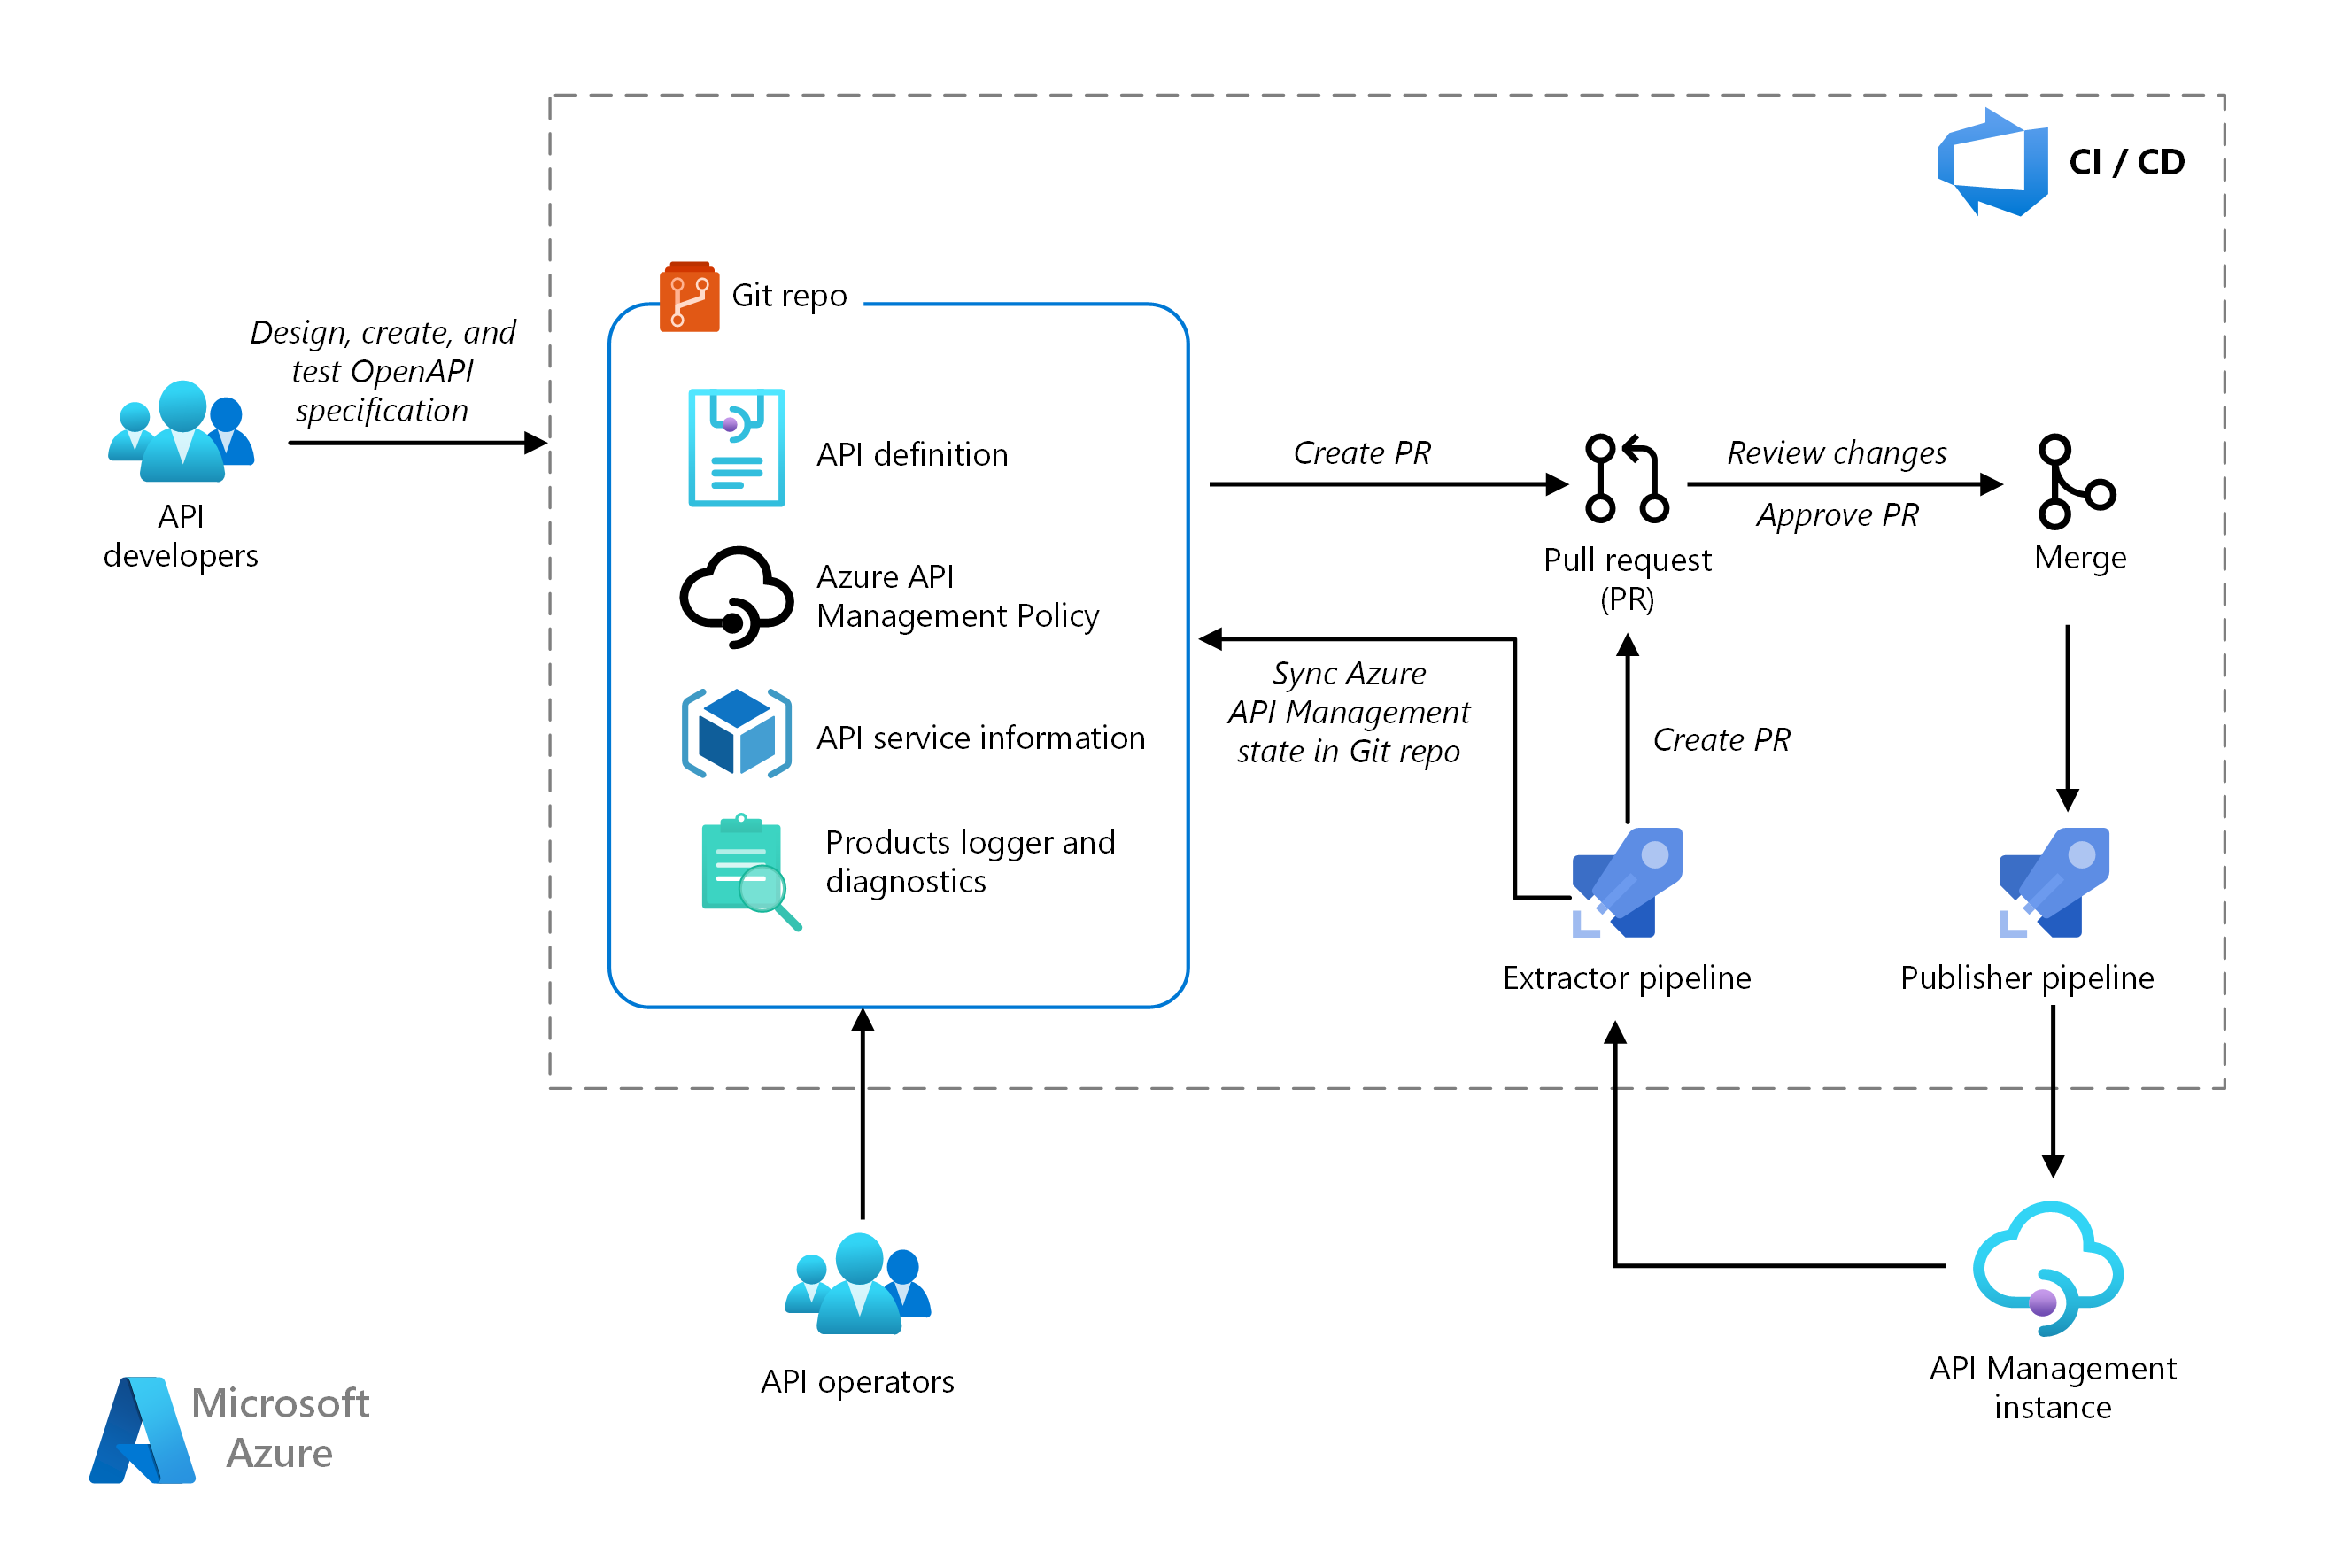 CI / CD
Git repo
Design, create, and
test OpenAPI
specification
API
developers
API definition
Azure API
Management Policy
API service information
Products logger and
diagnostics
Create PR
Pull request
(PR)
Review changes
Approve PR
Merge
Sync Azure
API Management
state in Git repo
Create PR
Extractor pipeline
Publisher pipeline
API operators
API Management
instance
Microsoft
Azure